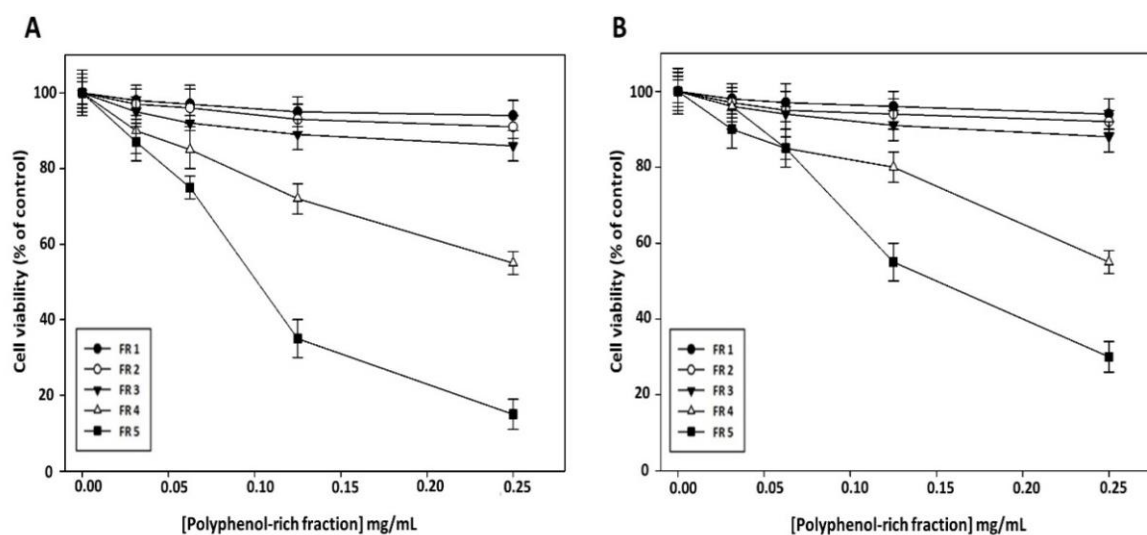 A
Cell viability (% of control)
100
80
60
40
20
0
FR 1
FR 2
FR 3
FR 4
FR 5
0.00 0.05 0.10 0.15 0.20 0.25
[Polyphenol-rich fraction] mg/mL
B
Cell viability (% of control)
100
80
60
40
20
0
FR 1
FR 2
FR 3
FR 4
FR 5
0.00 0.05 0.10 0.15 0.20 0.25
[Polyphenol-rich fraction] mg/mL